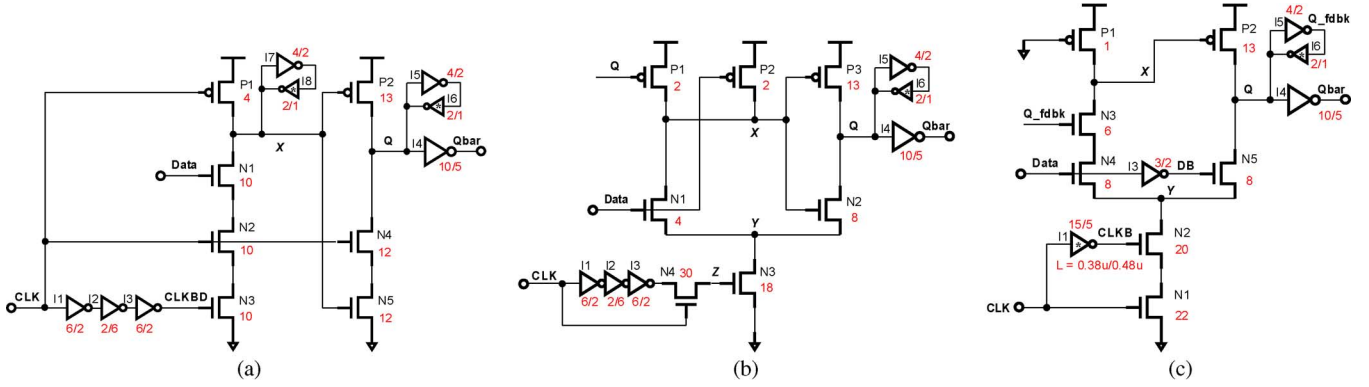 I7 4/2
P1 4
I8
2/1
P2 13
4/2
I5
I6
2/1
X
Q
I4
Qbar
10/5
Data
N1 10
N2 10
N4 12
CLK
I1 I2 I3
CLKBD
6/2 2/6 6/2
N3 10
N5 12
(a)
Q
P1 2
P2 2
P3 13
4/2
I5
I6
2/1
X
Q
I4
Qbar
10/5
Data
N1 4
N2 8
Y
CLK
I1 I2 I3
6/2 2/6 6/2
N4 30
Z
N3 18
(b)
P1 1
P2 13
4/2
Q_fdbk
I5
I6
2/1
X
Q
I4
Qbar
10/5
Q_fdbk
N3 6
Data
N4 8
I3 3/2
DB
N5 8
Y
15/5
I1
CLKB
N2 20
L = 0.38u/0.48u
CLK
N1 22
(c)